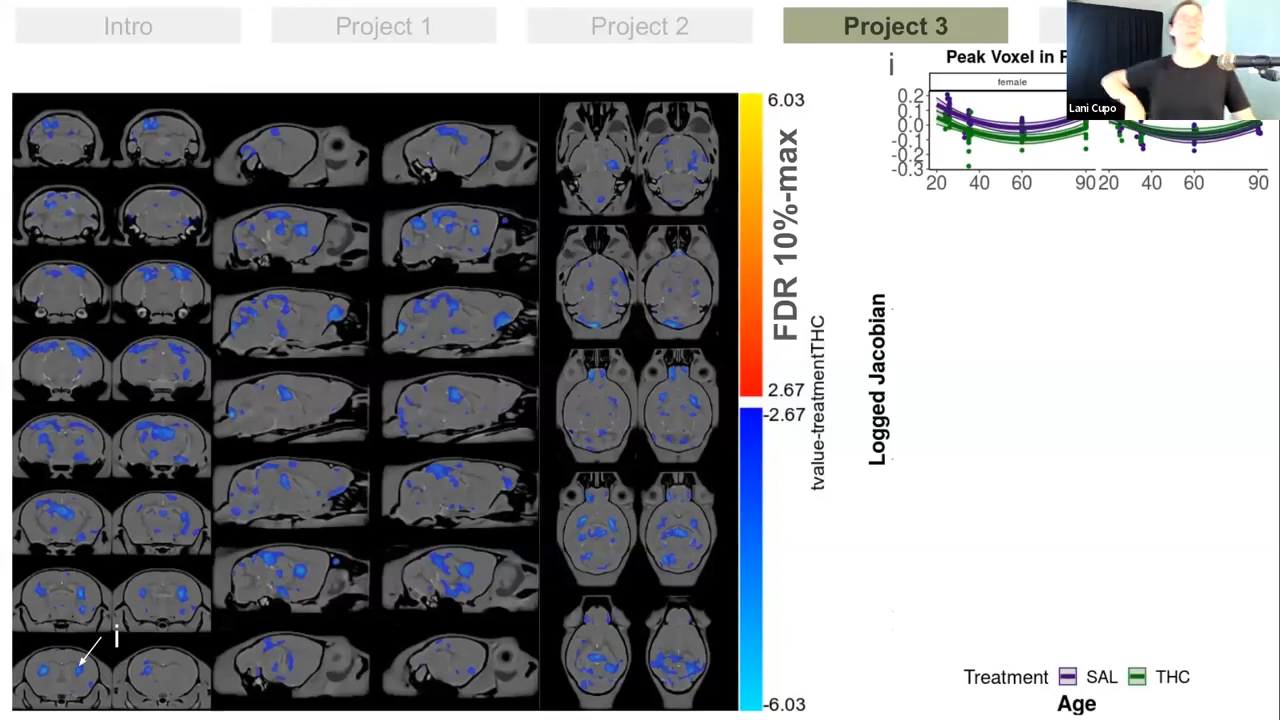 Intro
Project 1
Project 2
Project 3
Lani Cupo
i
6.03
2.67
-2.67
-6.03
FDR 10%-max
tvalue-treatmentTHC
i
Peak Voxel in
female
0.2
0.1
0.0
-0.1
-0.2
-0.3
20 40 60 90
20 40 60 90
Logged Jacobian
Treatment SAL THC
Age